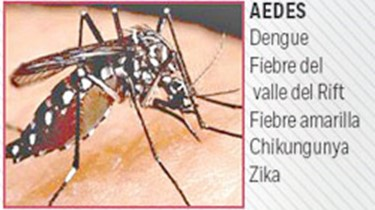 AEDES
Dengue
Fiebre del
valle del Rift
Fiebre amarilla
Chikungunya
Zika